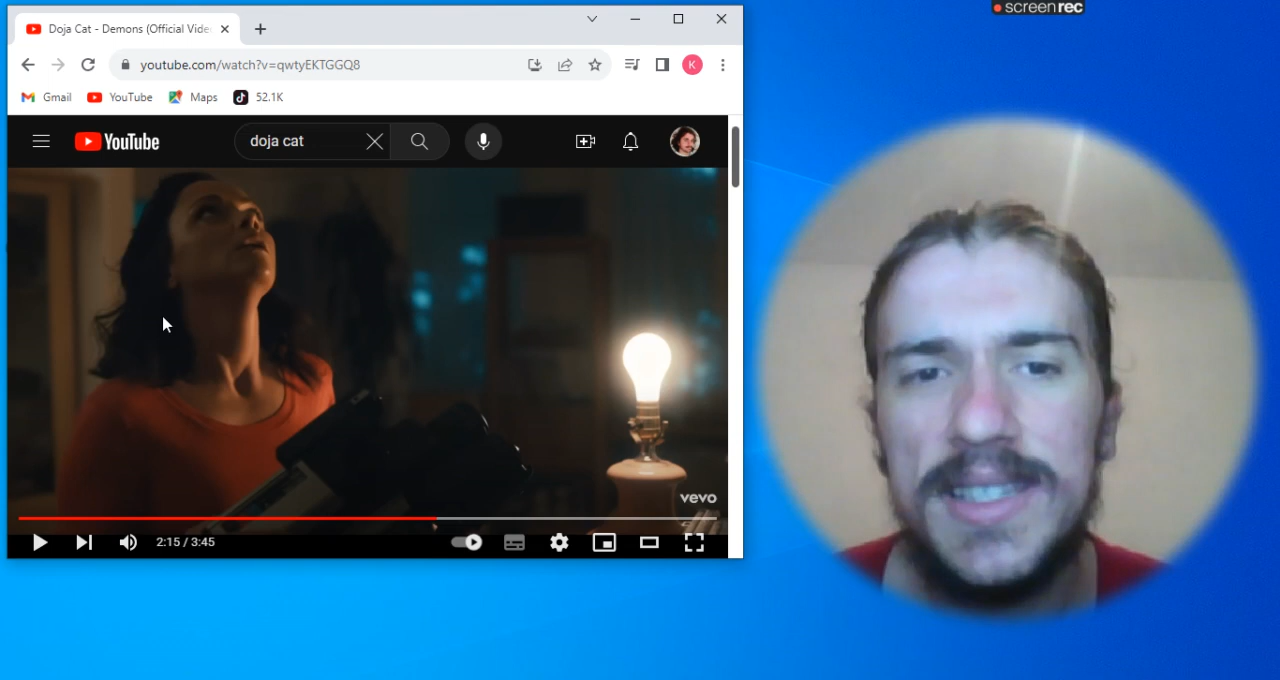 screenrec
Doja Cat - Demons (Official Vide
youtube.com/watch?v=qwtyEKTGGQ8
K
Gmail YouTube Maps 52.1K
YouTube doja cat
vevo
2:15 / 3:45